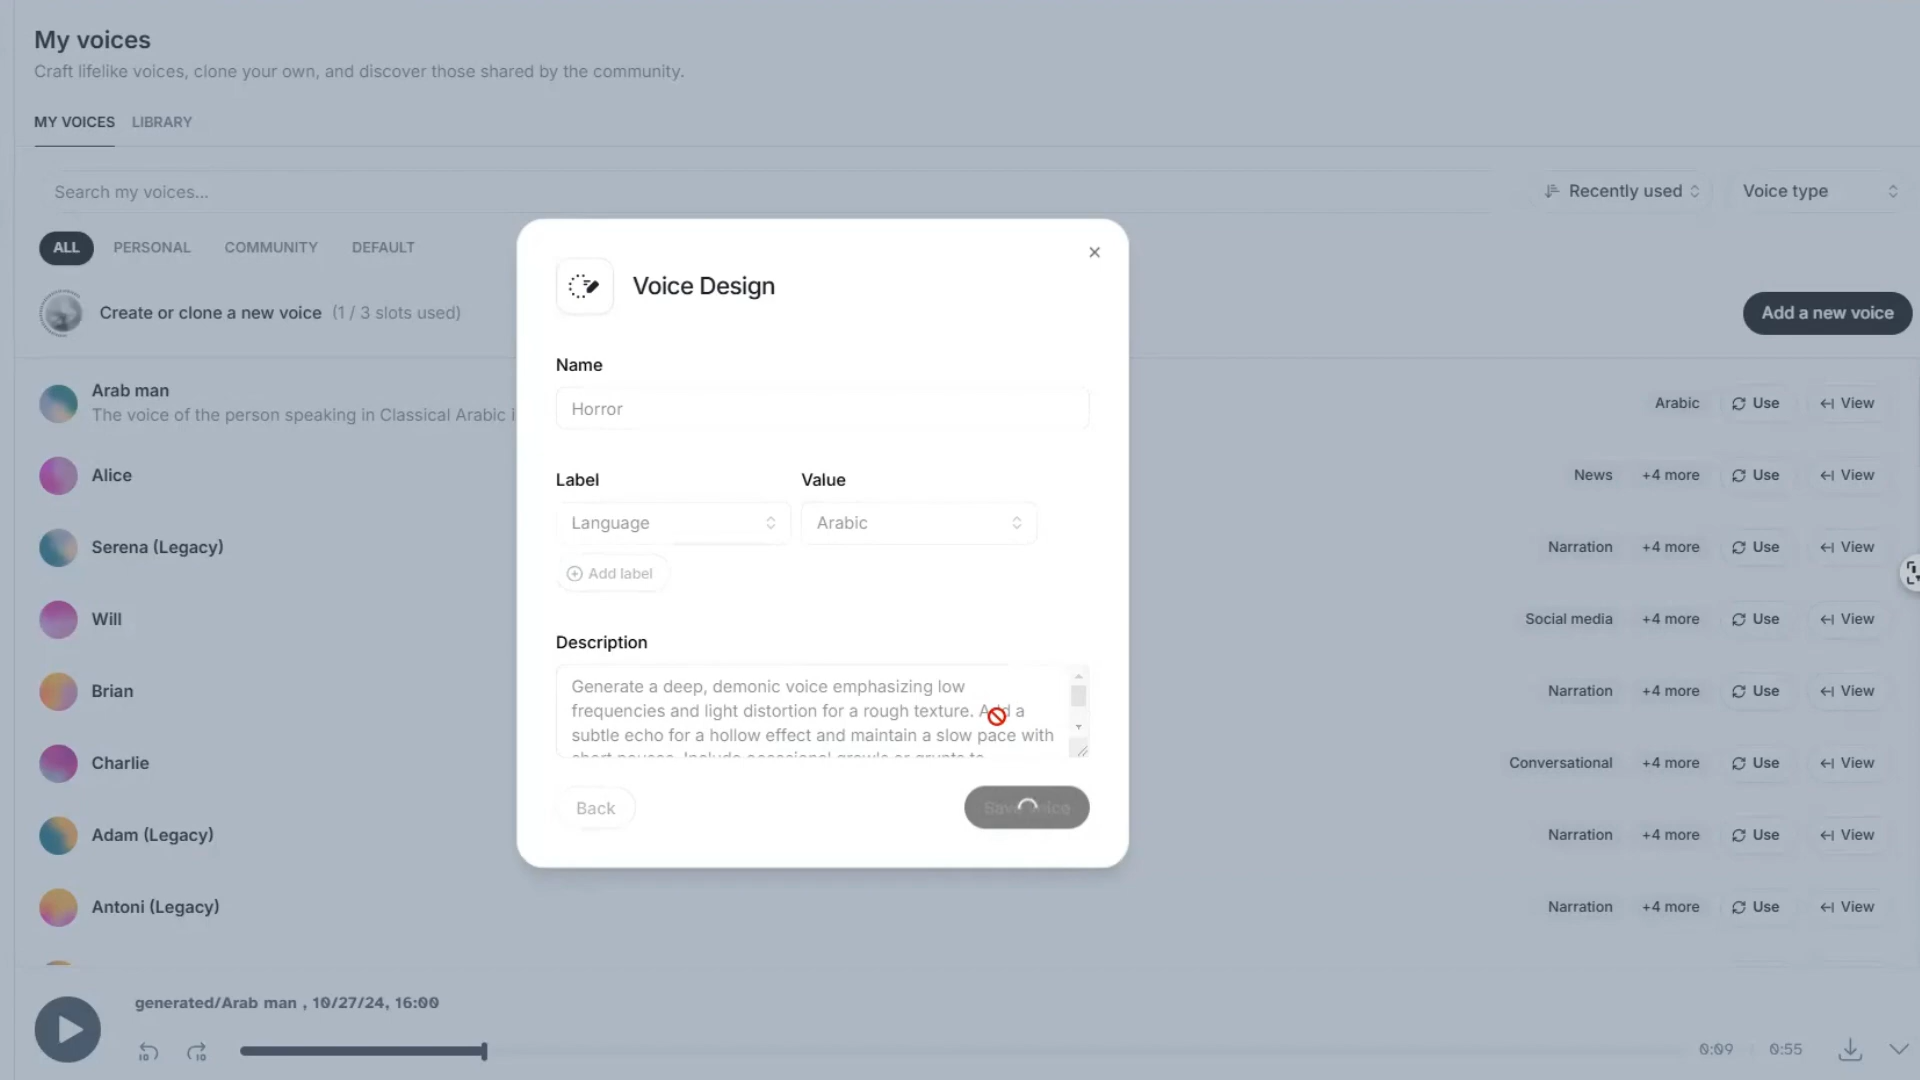 My voices
Craft lifelike voices, clone your own, and discover those shared by the community.
MY VOICES LIBRARY
Search my voices...
Recently used
Voice type
ALL PERSONAL COMMUNITY DEFAULT
Create or clone a new voice (1 / 3 slots used)
Add a new voice
Arab man
The voice of the person speaking in Classical Arabic i
Arabic Use View
Alice
News +4 more Use View
Serena (Legacy)
Narration +4 more Use View
Will
Social media +4 more Use View
Brian
Narration +4 more Use View
Charlie
Conversational +4 more Use View
Adam (Legacy)
Narration +4 more Use View
Antoni (Legacy)
Narration +4 more Use View
Voice Design
Name
Horror
Label Value
Language Arabic
Add label
Description
Generate a deep, demonic voice emphasizing low
frequencies and light distortion for a rough texture. Add a
subtle echo for a hollow effect and maintain a slow pace with
short pauses. Include occasional growls or grunts to
Back Save voice
generated/Arab man , 10/27/24, 16:00
10 10
0:09 / 0:55